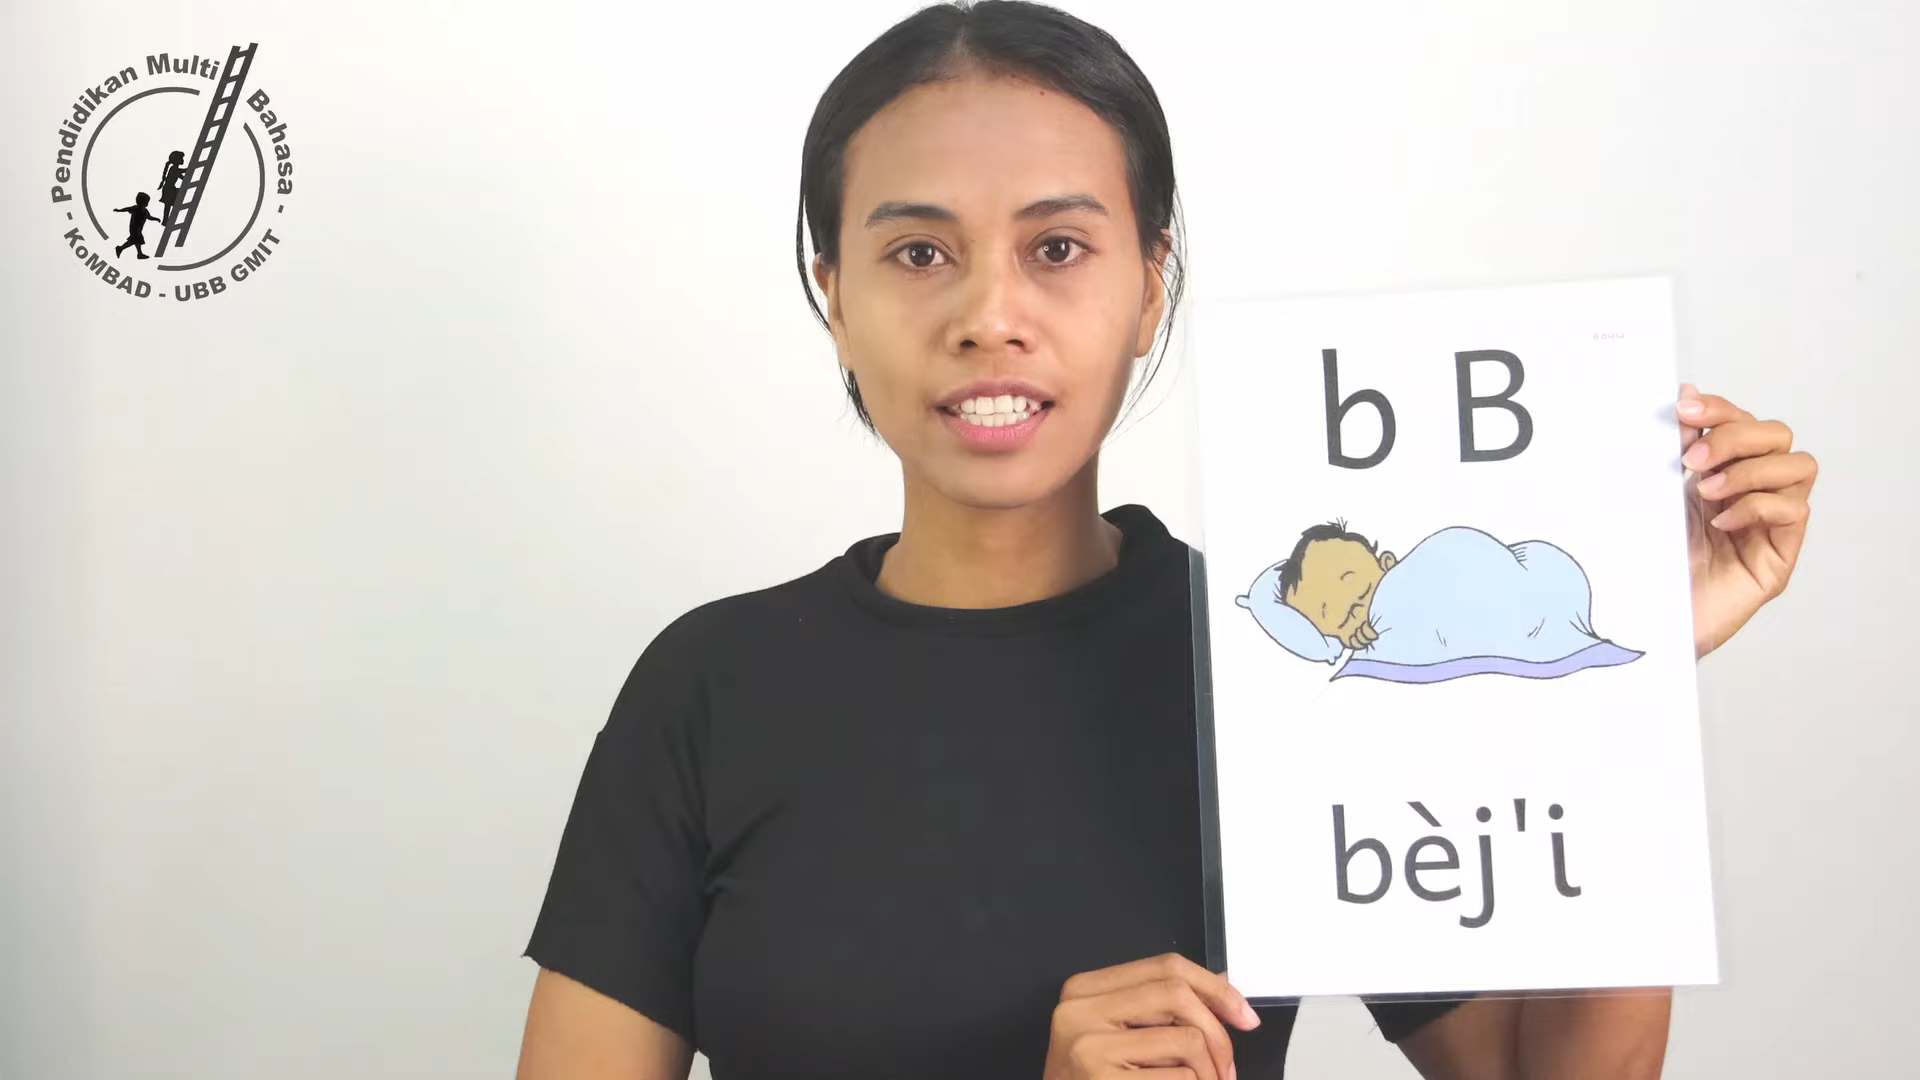 Pendidikan Multi Bahasa - KoMBAD - UBB GMIT -
b B
bèj'i